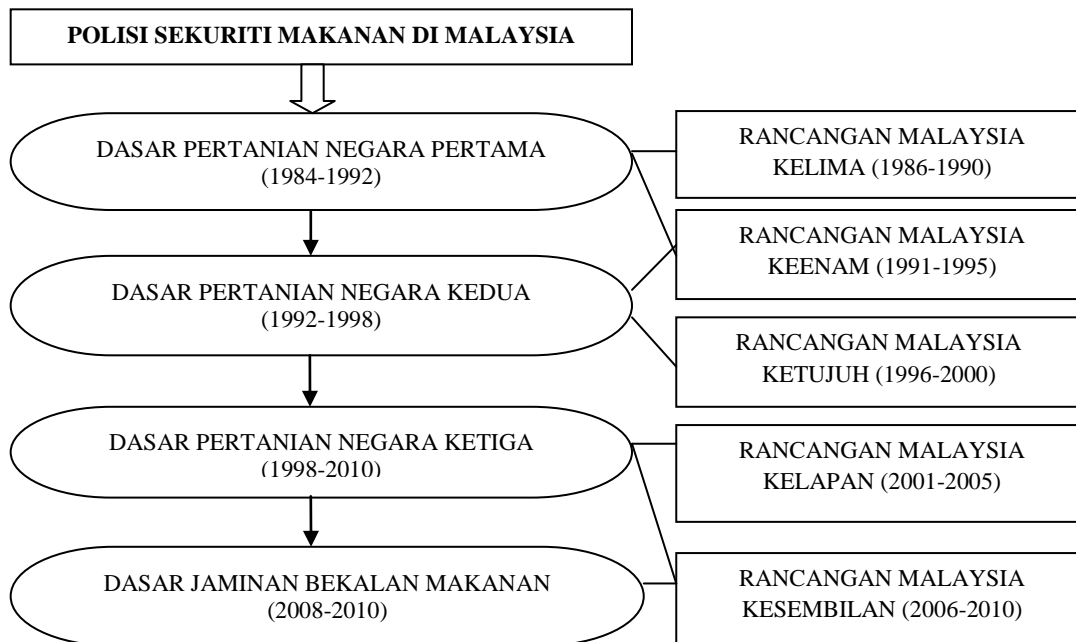 POLISI SEKURITI MAKANAN DI MALAYSIA
DASAR PERTANIAN NEGARA PERTAMA
(1984-1992)
RANCANGAN MALAYSIA
KELIMA (1986-1990)
RANCANGAN MALAYSIA
KEENAM (1991-1995)
DASAR PERTANIAN NEGARA KEDUA
(1992-1998)
RANCANGAN MALAYSIA
KETUJUH (1996-2000)
DASAR PERTANIAN NEGARA KETIGA
(1998-2010)
RANCANGAN MALAYSIA
KELAPAN (2001-2005)
DASAR JAMINAN BEKALAN MAKANAN
(2008-2010)
RANCANGAN MALAYSIA
KESEMBILAN (2006-2010)